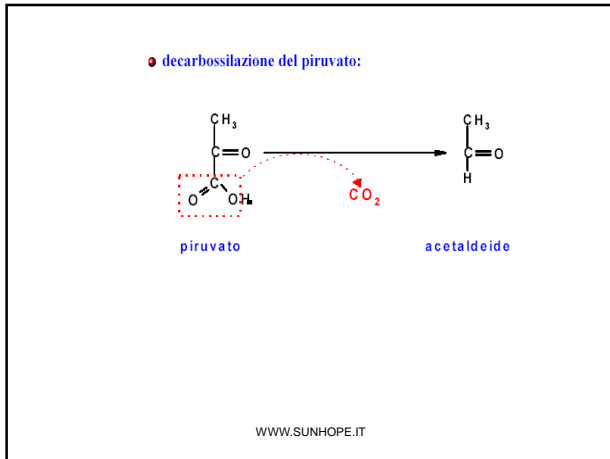 decarbossilazione del piruvato:
CH3
C=O
C
O OH
CO2
CH3
C=O
H
piruvato
acetaldeide
WWW.SUNHOPE.IT